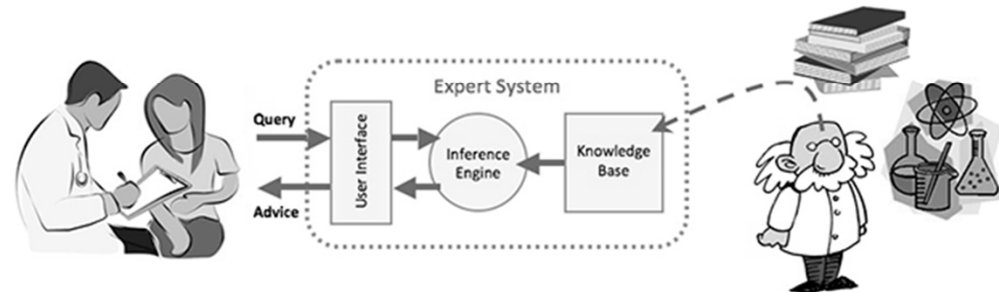 Expert System
Query
Advice
User Interface
Inference
Engine
Knowledge
Base